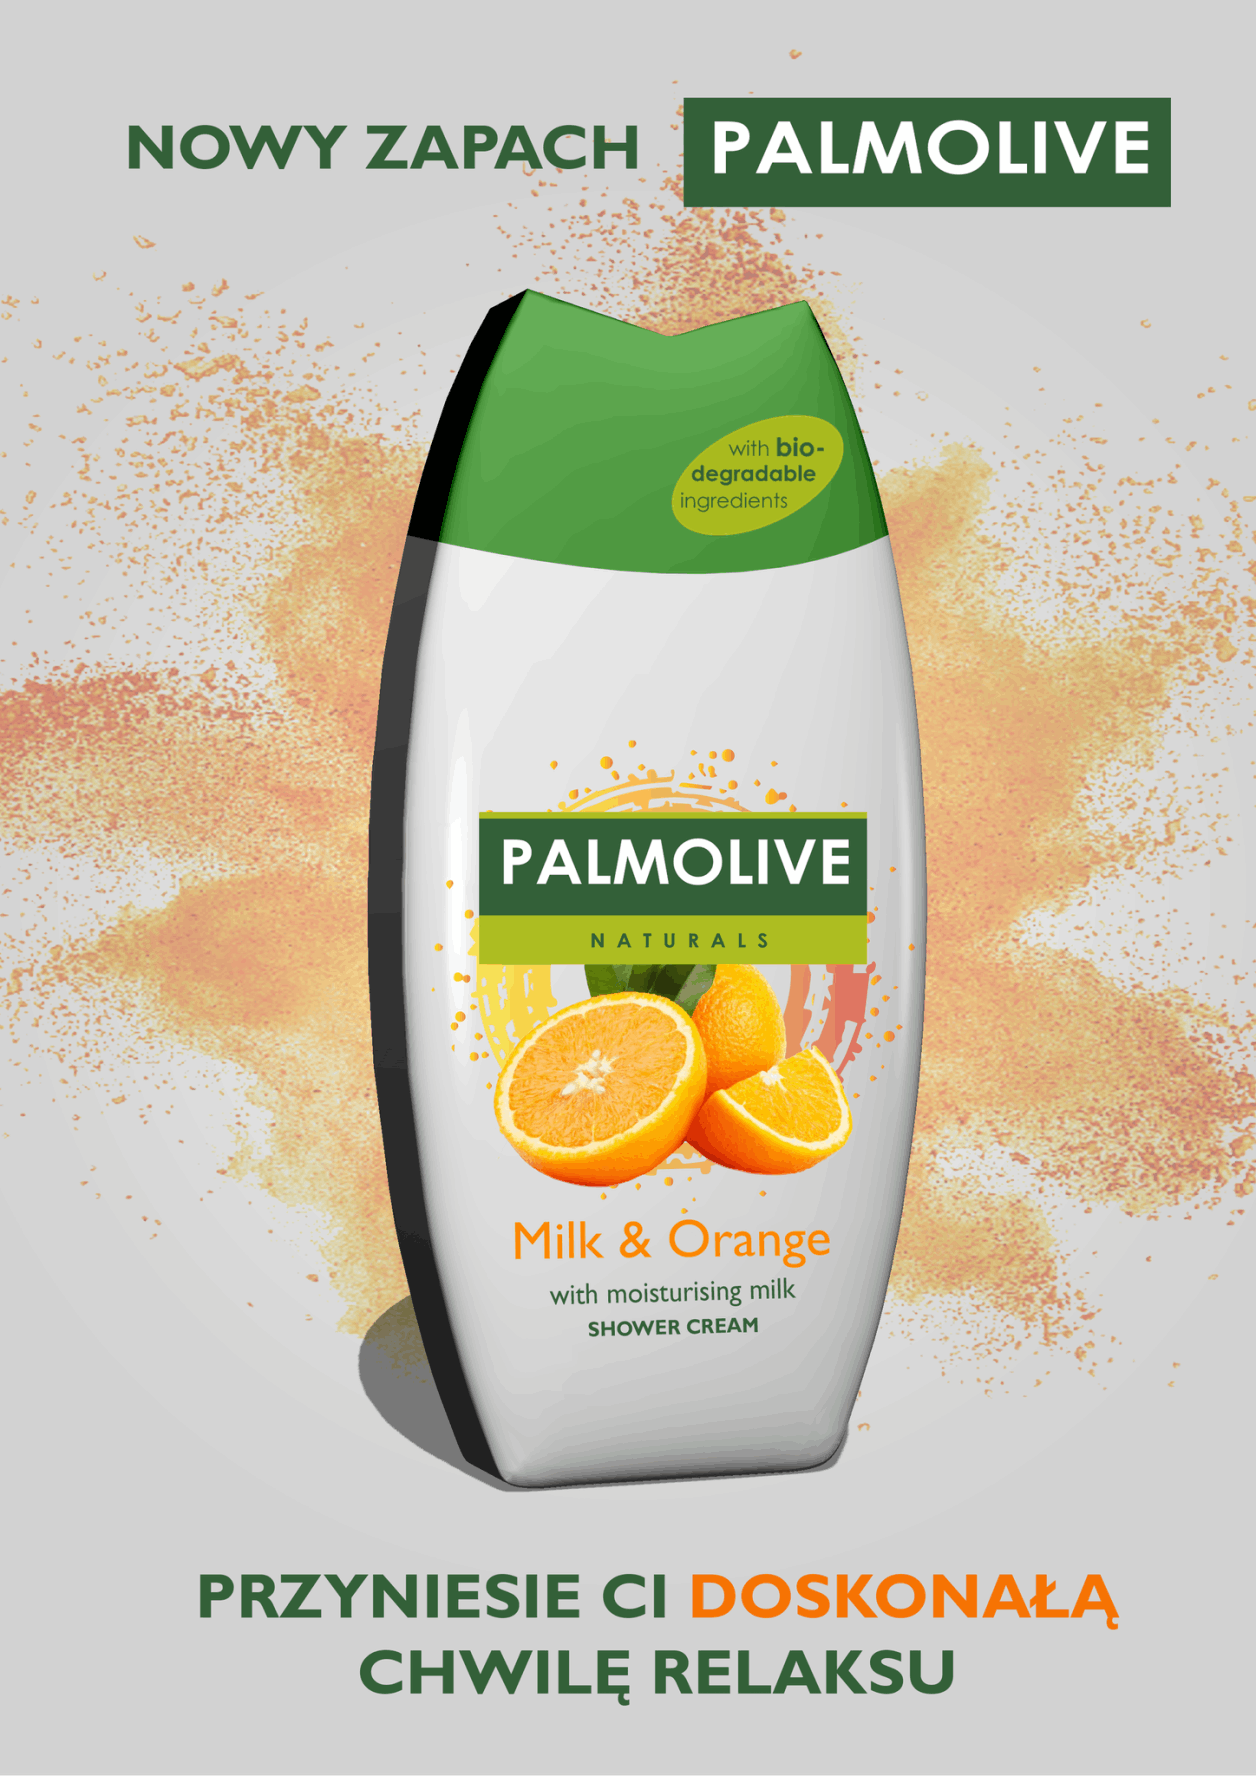 NOWY ZAPACH PALMOLIVE
with bio-
degradable
ingredients
PALMOLIVE
NATURALS
Milk & Orange
with moisturising milk
SHOWER CREAM
PRZYNIESIE CI DOSKONAŁĄ
CHWILĘ RELAKSU